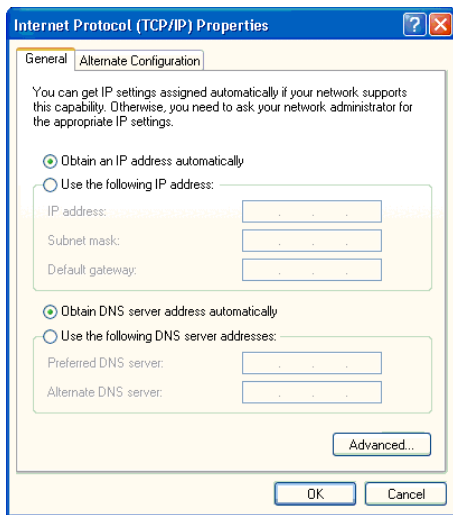 Internet Protocol (TCP/IP) Properties
General
Alternate Configuration
You can get IP settings assigned automatically if your network supports
this capability. Otherwise, you need to ask your network administrator for
the appropriate IP settings.
Obtain an IP address automatically
Use the following IP address:
IP address:
Subnet mask:
Default gateway:
Obtain DNS server address automatically
Use the following DNS server addresses:
Preferred DNS server:
Alternate DNS server:
Advanced...
OK
Cancel